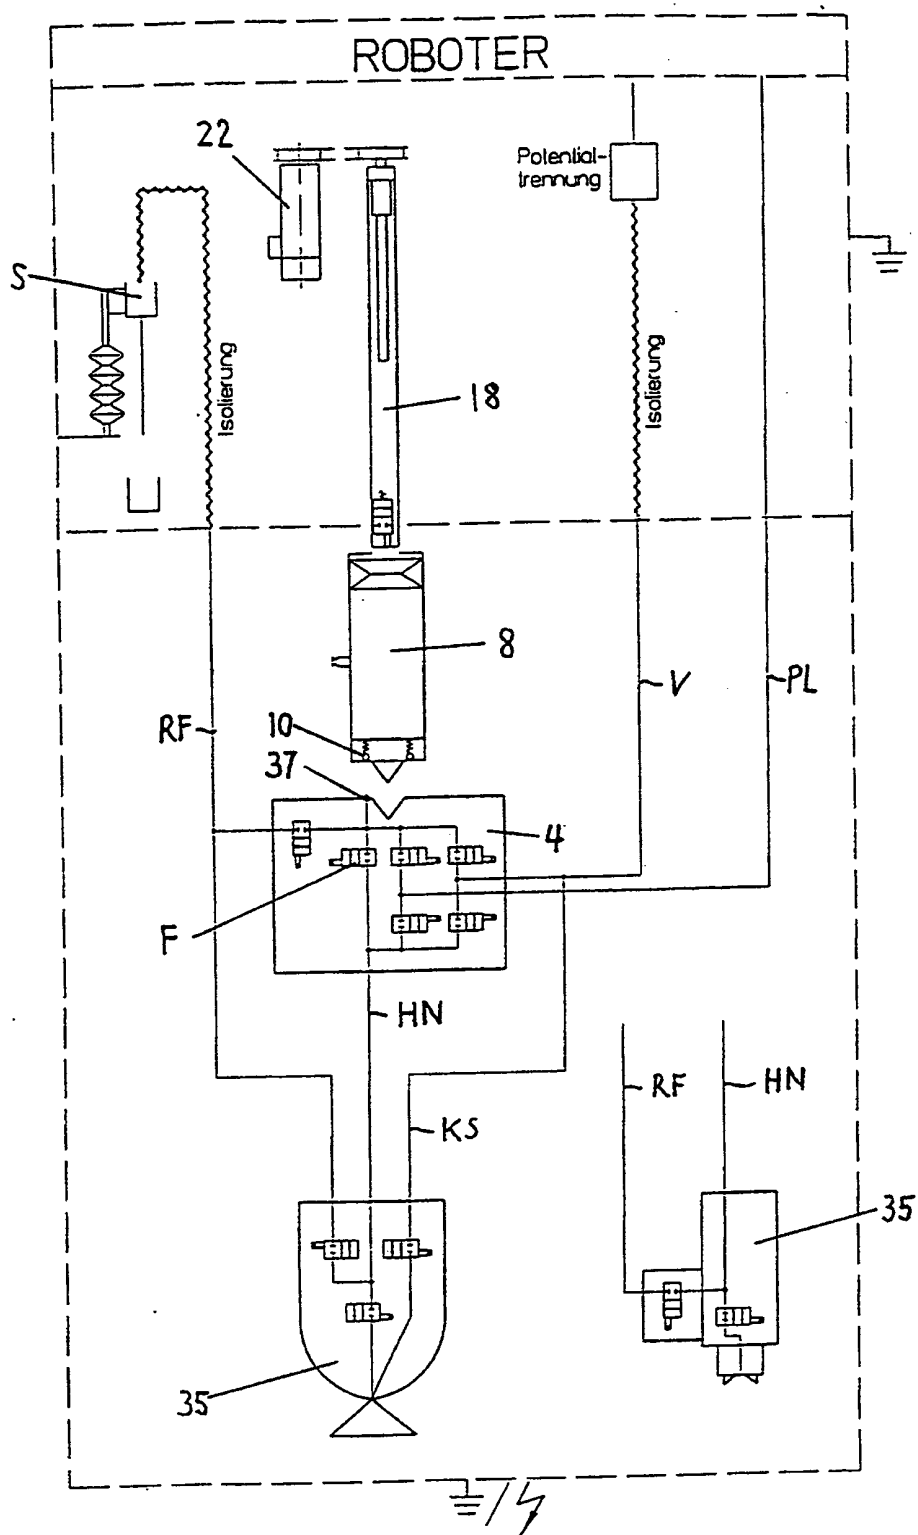 ROBOTER
22
Potential-
trennung
S
Isolierung
Isolierung
18
8
V
PL
RF
10
37
4
F
HN
RF
HN
KS
35
35